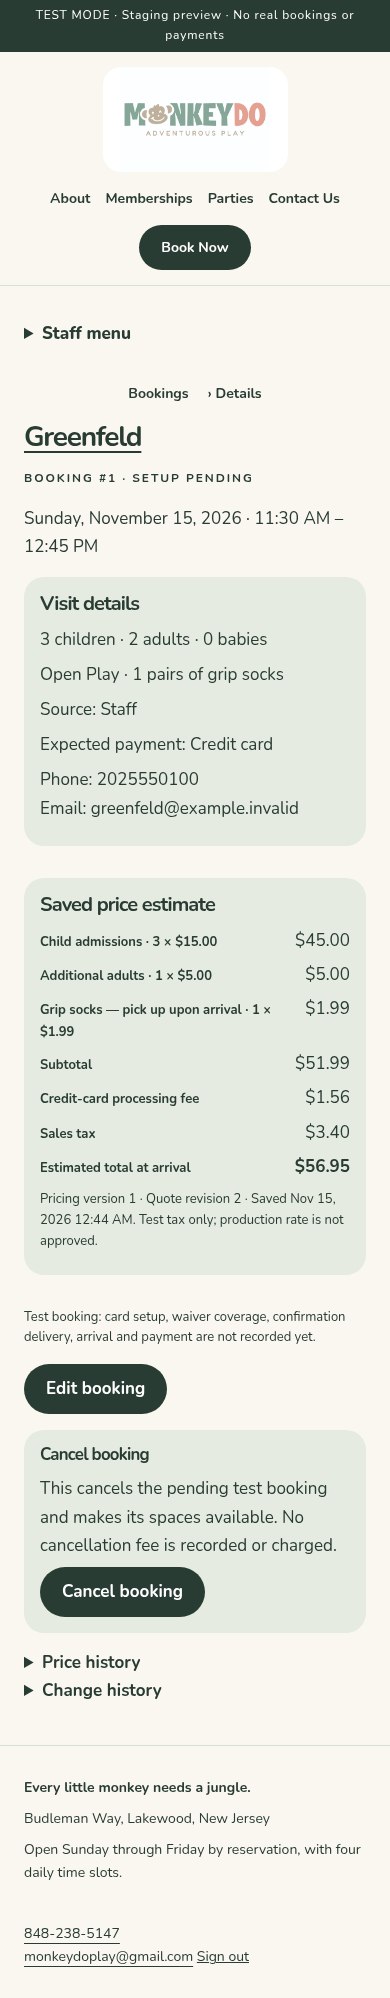 TEST MODE · Staging preview · No real bookings or
payments
MONKEYDO
ADVENTUROUS PLAY
About Memberships Parties Contact Us
Book Now
▶ Staff menu
Bookings › Details
Greenfeld
BOOKING #1 · SETUP PENDING
Sunday, November 15, 2026 · 11:30 AM –
12:45 PM
Visit details
3 children · 2 adults · 0 babies
Open Play · 1 pairs of grip socks
Source: Staff
Expected payment: Credit card
Phone: 2025550100
Email: greenfeld@example.invalid
Saved price estimate
Child admissions · 3 × $15.00 $45.00
Additional adults · 1 × $5.00 $5.00
Grip socks — pick up upon arrival · 1 × $1.99
$1.99
Subtotal $51.99
Credit-card processing fee $1.56
Sales tax $3.40
Estimated total at arrival $56.95
Pricing version 1 · Quote revision 2 · Saved Nov 15,
2026 12:44 AM. Test tax only; production rate is not
approved.
Test booking: card setup, waiver coverage, confirmation
delivery, arrival and payment are not recorded yet.
Edit booking
Cancel booking
This cancels the pending test booking
and makes its spaces available. No
cancellation fee is recorded or charged.
Cancel booking
▶ Price history
▶ Change history
Every little monkey needs a jungle.
Budleman Way, Lakewood, New Jersey
Open Sunday through Friday by reservation, with four
daily time slots.
848-238-5147
monkeydoplay@gmail.com Sign out